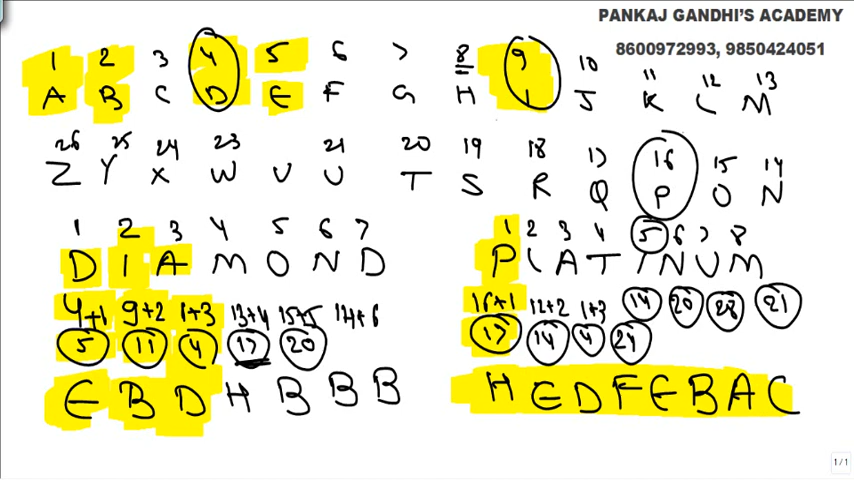 PANKAJ GANDHI'S ACADEMY
8600972993, 9850424051
1 2 3 4 5 6 7 8 9 10 11 12 13
A B C D E F G H I J K L M
26 25 24 23 21 20 19 18 17 16 15 14
Z Y X W V U T S R Q P O N
1 2 3 4 5 6 7
D I A M O N D
4+1 9+2 1+3 13+4 15+5 14+6
5 11 4 17 20
E B D H B B B
1 2 3 4 5 6 7 8
P L A T I N U M
16+1 12+2 1+3 14 20 28 21
17 14 4 24
H E D F E B A C
1/1